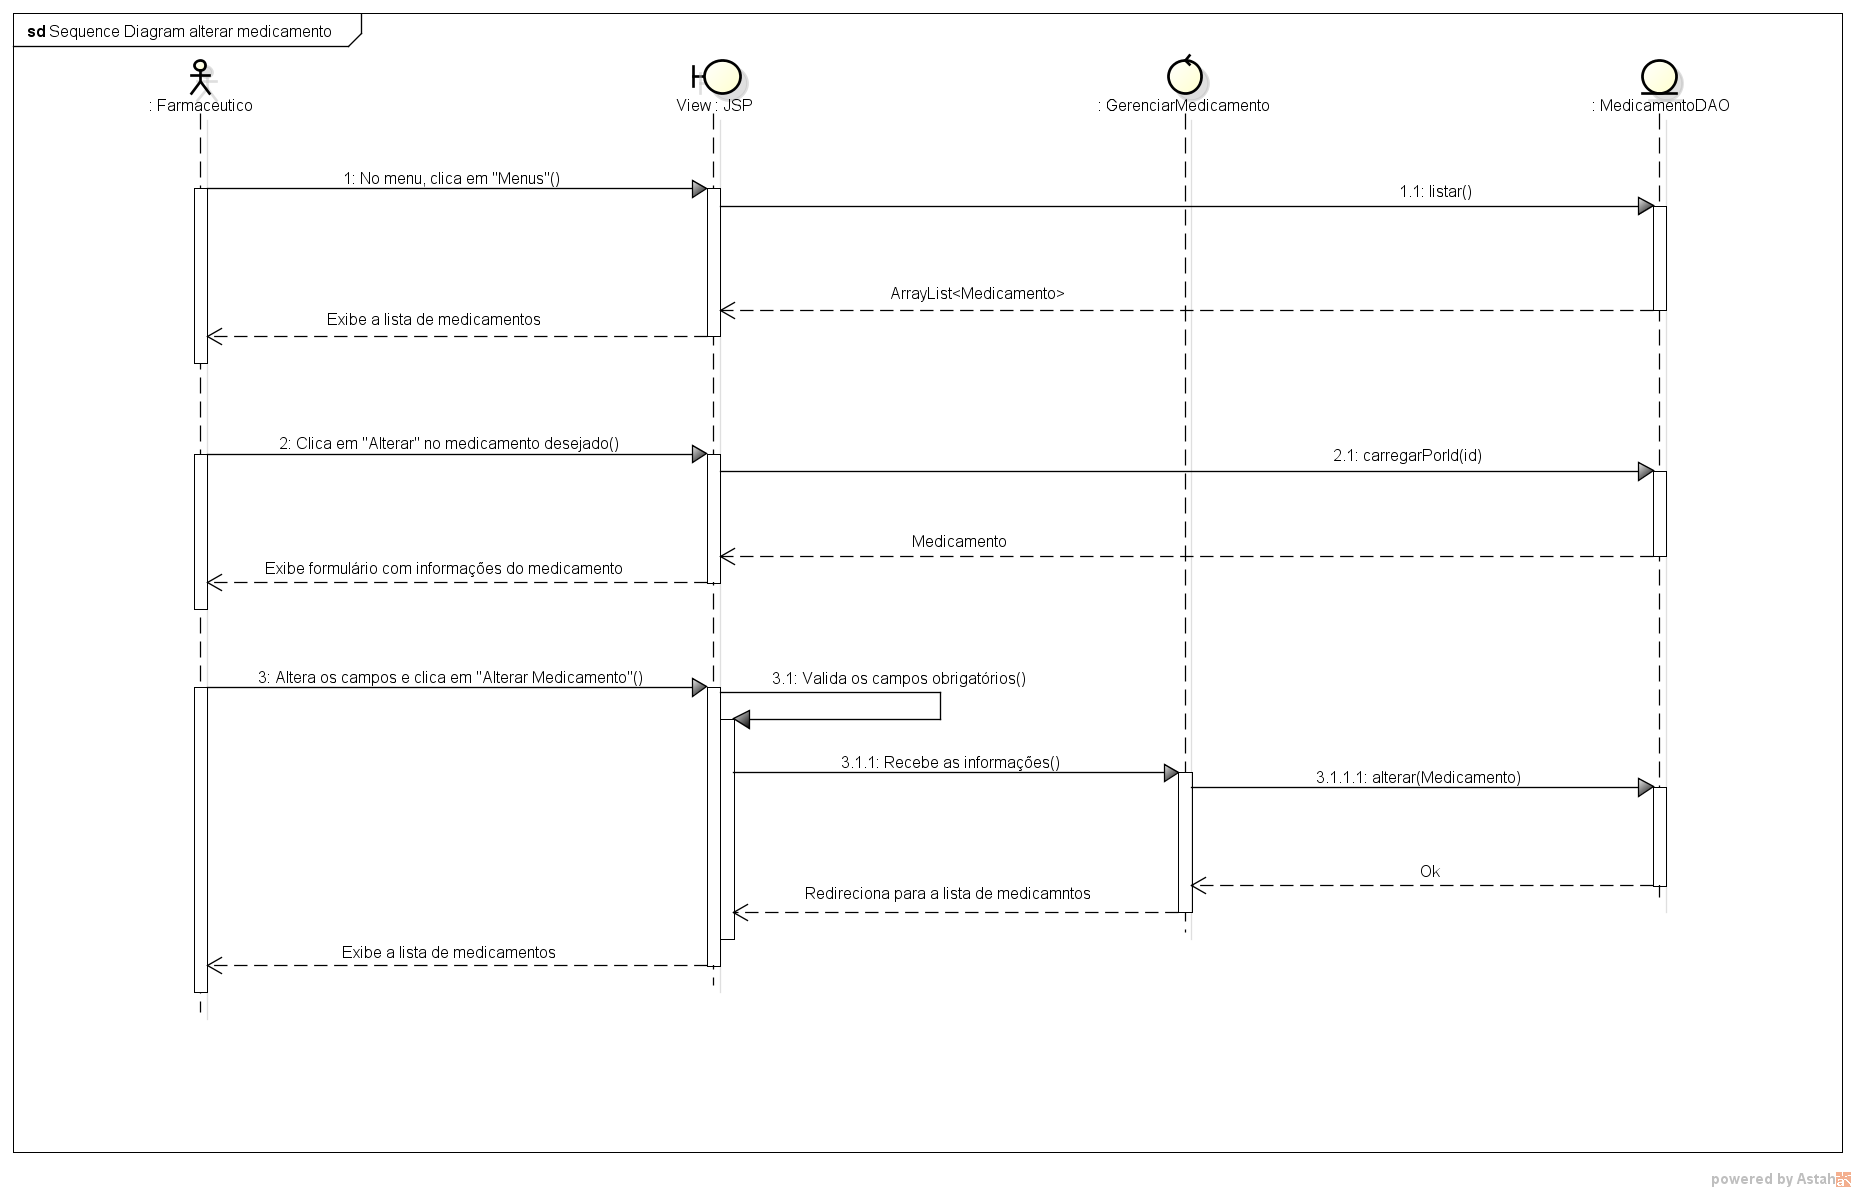 sd Sequence Diagram alterar medicamento
: Farmaceutico
View : JSP
: GerenciarMedicamento
: MedicamentoDAO
1: No menu, clica em "Menus"()
1.1: listar()
ArrayList<Medicamento>
Exibe a lista de medicamentos
2: Clica em "Alterar" no medicamento desejado()
2.1: carregarPorId(id)
Medicamento
Exibe formulário com informações do medicamento
3: Altera os campos e clica em "Alterar Medicamento"()
3.1: Valida os campos obrigatórios()
3.1.1: Recebe as informações()
3.1.1.1: alterar(Medicamento)
Ok
Redireciona para a lista de medicamntos
Exibe a lista de medicamentos
powered by Astah